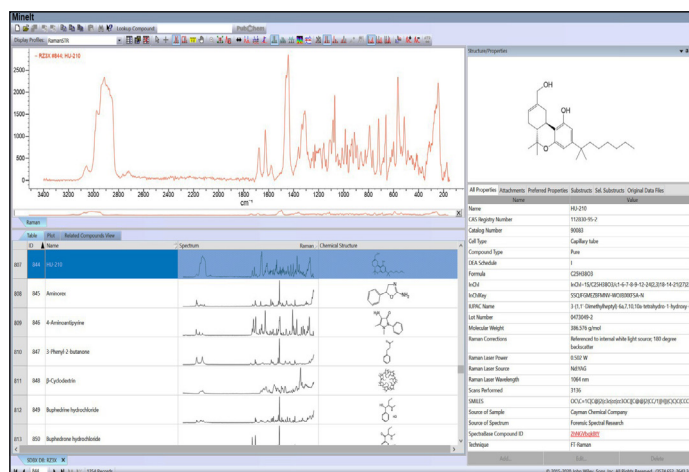 MineIt
Lookup Compound
PolyChem
Display Profiles
RZ3X #844: HU-210
2500
2000
1500
1000
500
0
3400 3200 3000 2800 2600 2400 2200 2000 1800 1600 1400 1200 1000 800 600 400 200
cm⁻¹
Raman
Table Plot Related Compounds View
ID Name Spectrum Raman Chemical Structure
807 844 HU-210
808 845 Aminorex
809 846 4-Aminoantipyrine
810 847 3-Phenyl-2-butanone
811 848 β-Cyclodextrin
812 849 Buphedrine hydrochloride
813 850 Buphedrone hydrochloride
844
Structure/Properties
OH
OH
O
All Properties Attachments Preferred Properties Substructs Sel. Substructs Original Data Files
Name Value
Name HU-210
CAS Registry Number 112830-95-2
Catalog Number 90083
Cell Type Capillary tube
Compound Type Pure
DEA Schedule I
Formula C25H38O3
InChI
InChIKey
IUPAC Name
Lot Number 0473049-2
Molecular Weight 386.576 g/mol
Raman Corrections Referenced to internal white light source; 180 degree
backscatter
Raman Laser Power 0.502 W
Raman Laser Source Nd:YAG
Raman Laser Wavelength 1064 nm
Scans Performed 3136
SMILES
Source of Sample Cayman Chemical Company
Source of Spectrum Forensic Spectral Research
SpectraBase Compound ID
Technique FT-Raman
Add... Edit... Delete